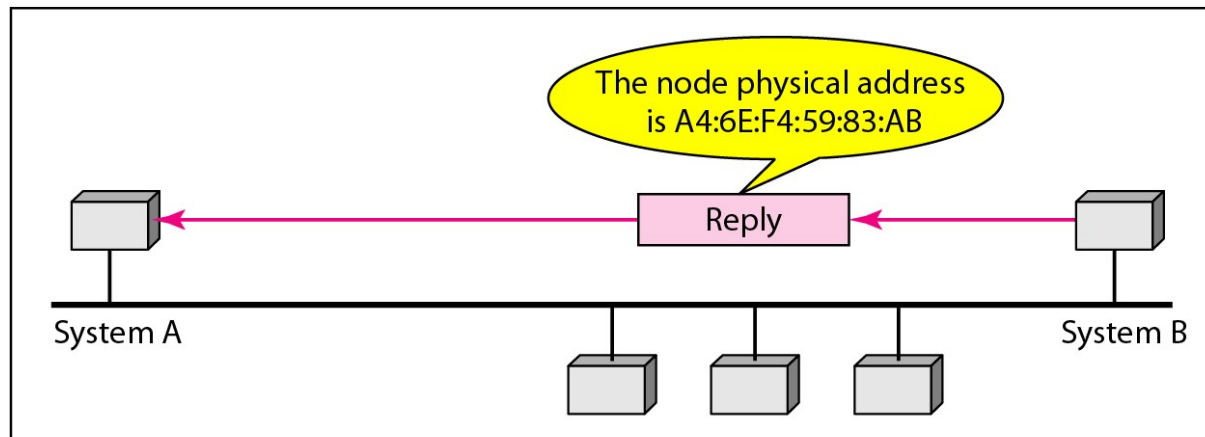 The node physical address
is A4:6E:F4:59:83:AB
Reply
System A
System B